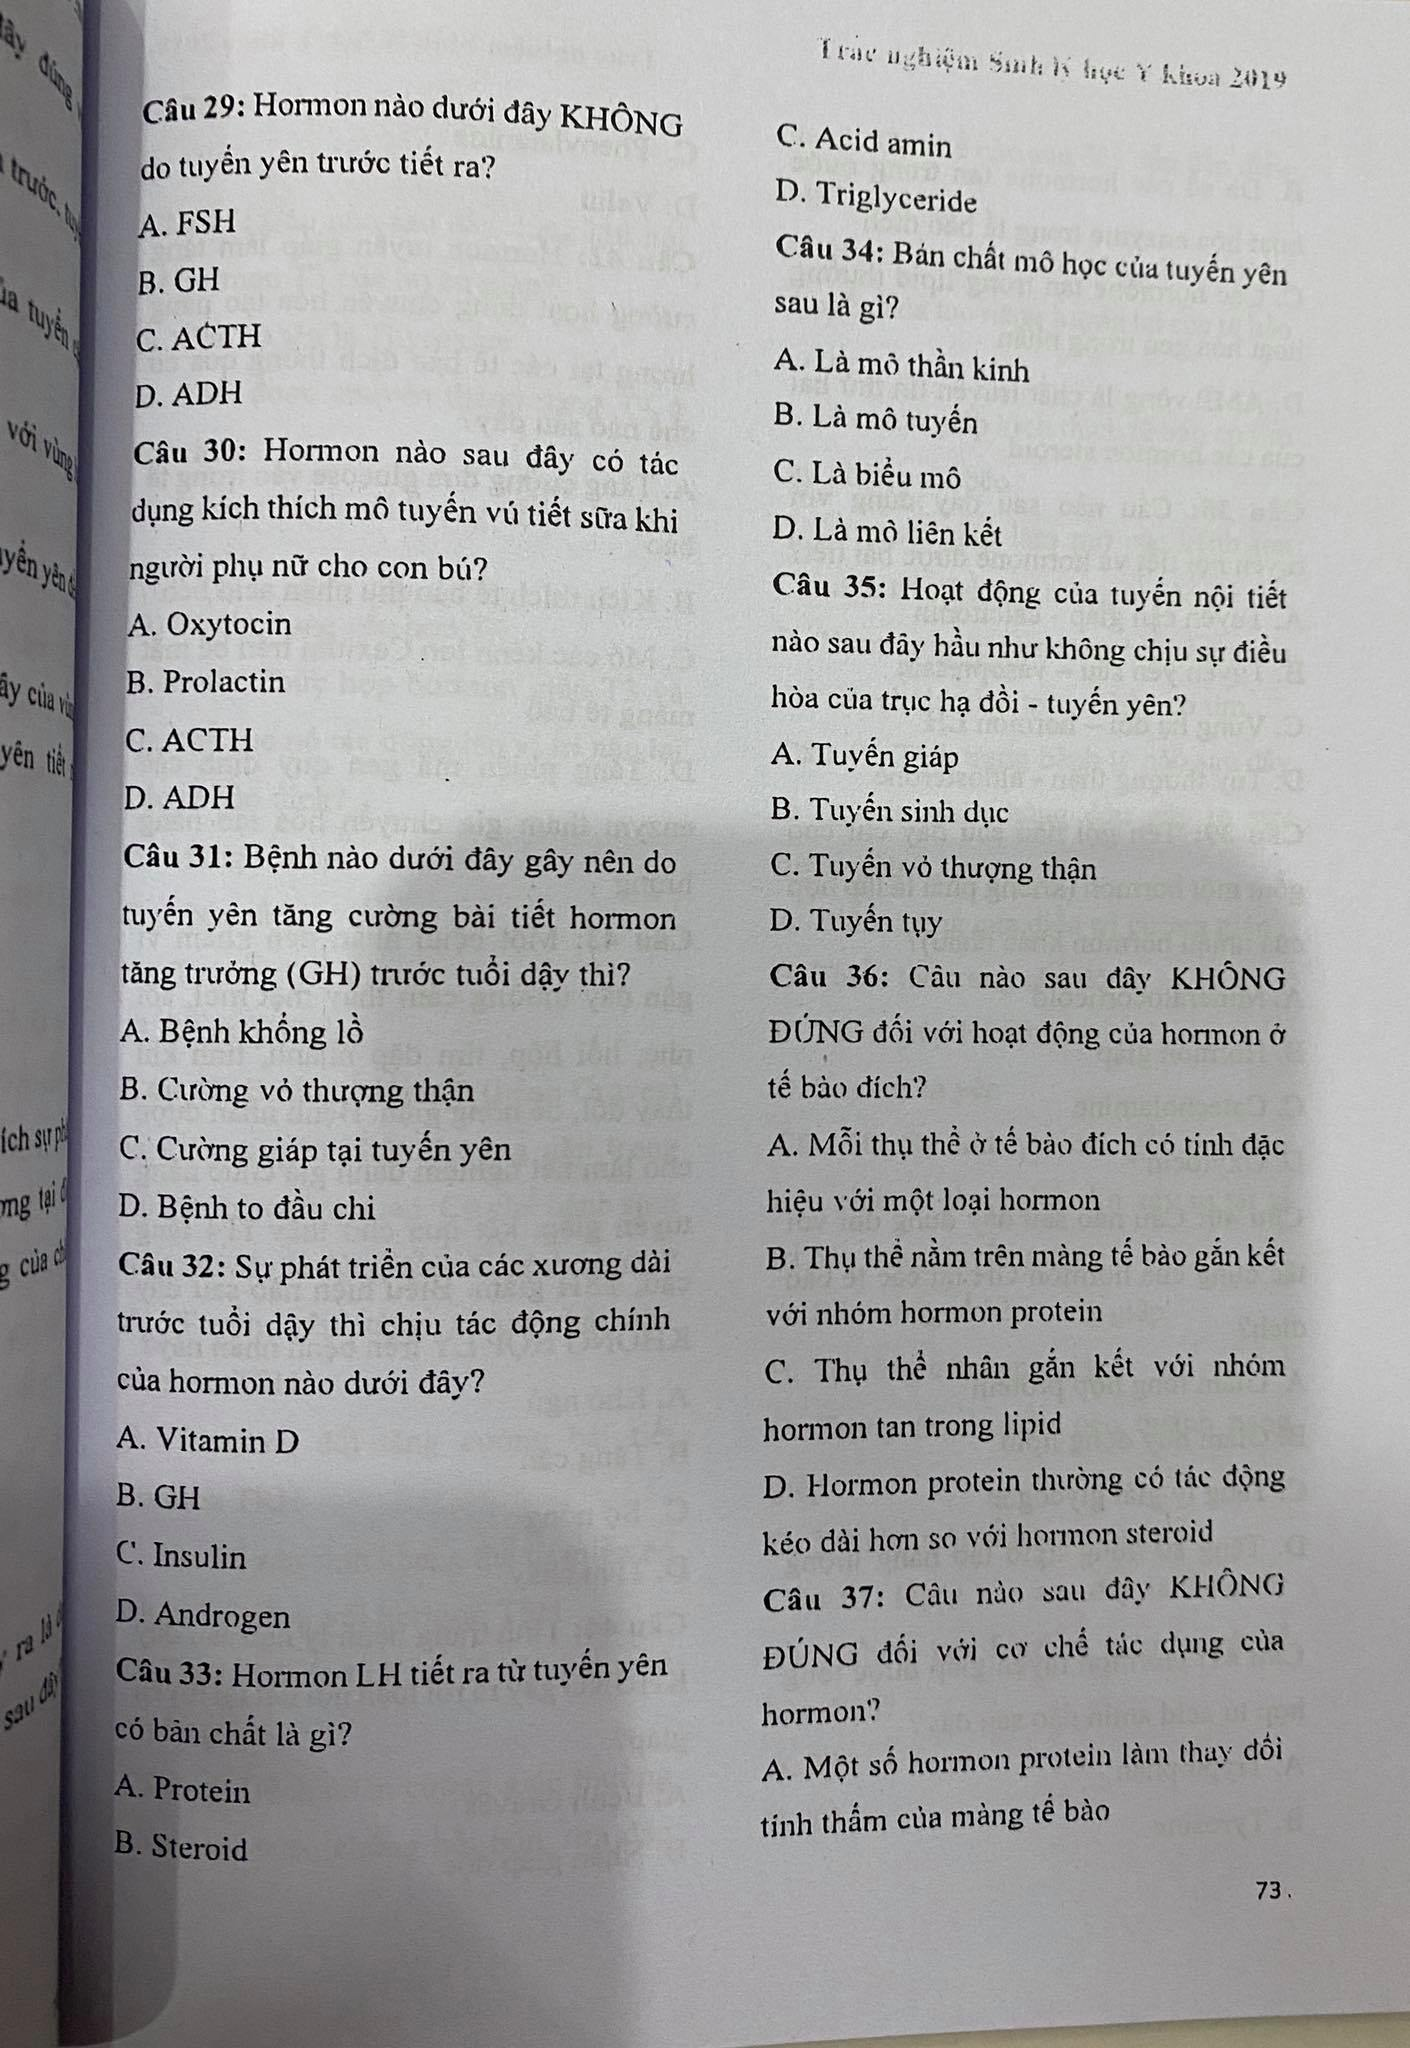 Trắc nghiệm Sinh lý học Y khoa 2019
Câu 29: Hormon nào dưới đây KHÔNG
do tuyến yên trước tiết ra?
A. FSH
B. GH
C. ACTH
D. ADH
Câu 30: Hormon nào sau đây có tác
dụng kích thích mô tuyến vú tiết sữa khi
người phụ nữ cho con bú?
A. Oxytocin
B. Prolactin
C. ACTH
D. ADH
Câu 31: Bệnh nào dưới đây gây nên do
tuyến yên tăng cường bài tiết hormon
tăng trưởng (GH) trước tuổi dậy thì?
A. Bệnh khổng lồ
B. Cường vỏ thượng thận
C. Cường giáp tại tuyến yên
D. Bệnh to đầu chi
Câu 32: Sự phát triển của các xương dài
trước tuổi dậy thì chịu tác động chính
của hormon nào dưới đây?
A. Vitamin D
B. GH
C. Insulin
D. Androgen
Câu 33: Hormon LH tiết ra từ tuyến yên
có bản chất là gì?
A. Protein
B. Steroid
C. Acid amin
D. Triglyceride
Câu 34: Bản chất mô học của tuyến yên
sau là gì?
A. Là mô thần kinh
B. Là mô tuyến
C. Là biểu mô
D. Là mô liên kết
Câu 35: Hoạt động của tuyến nội tiết
nào sau đây hầu như không chịu sự điều
hòa của trục hạ đồi - tuyến yên?
A. Tuyến giáp
B. Tuyến sinh dục
C. Tuyến vỏ thượng thận
D. Tuyến tụy
Câu 36: Câu nào sau đây KHÔNG
ĐÚNG đối với hoạt động của hormon ở
tế bào đích?
A. Mỗi thụ thể ở tế bào đích có tính đặc
hiệu với một loại hormon
B. Thụ thể nằm trên màng tế bào gắn kết
với nhóm hormon protein
C. Thụ thể nhân gắn kết với nhóm
hormon tan trong lipid
D. Hormon protein thường có tác động
kéo dài hơn so với hormon steroid
Câu 37: Câu nào sau đây KHÔNG
ĐÚNG đối với cơ chế tác dụng của
hormon?
A. Một số hormon protein làm thay đổi
tính thấm của màng tế bào
73